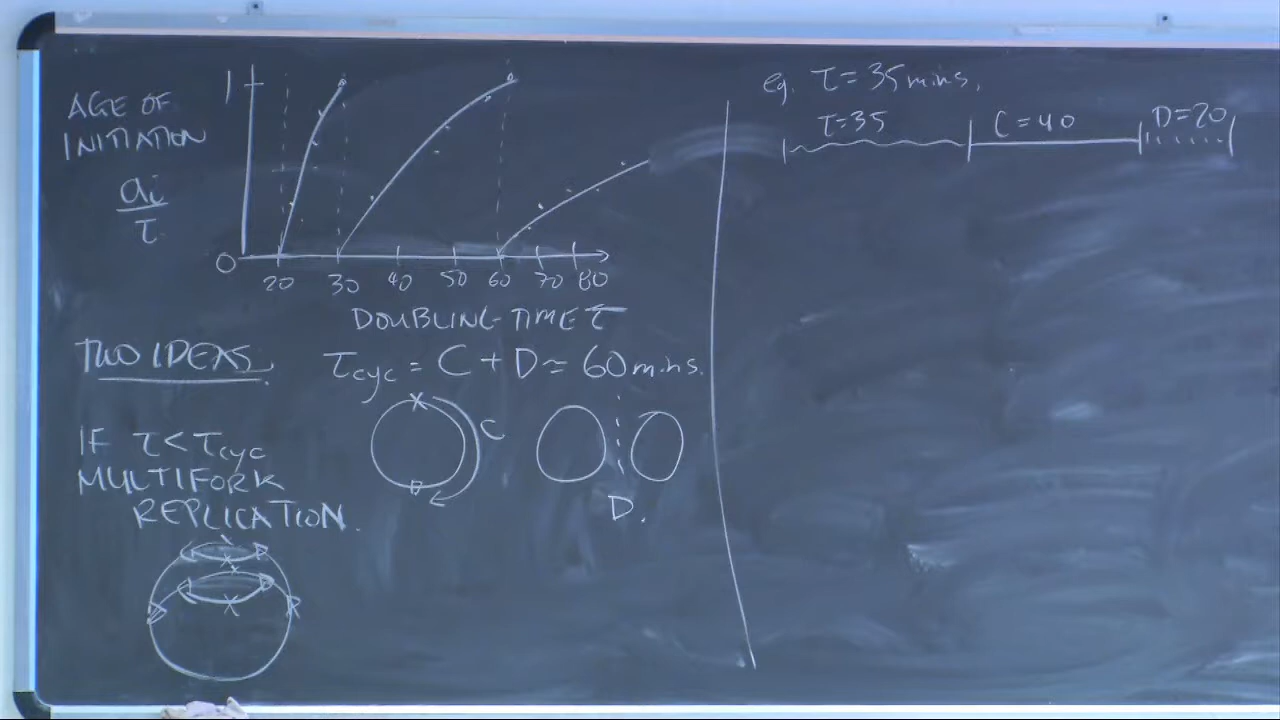 AGE OF
INITIATION
ai
τ
1
0
20 30 40 50 60 70 80
DOUBLING TIME τ
TWO IDEAS
τcyc = C + D ≈ 60 mins.
IF τ < τcyc
MULTIFORK
REPLICATION.
C
D.
eg. τ = 35 mins.
τ=35 C=40 D=20